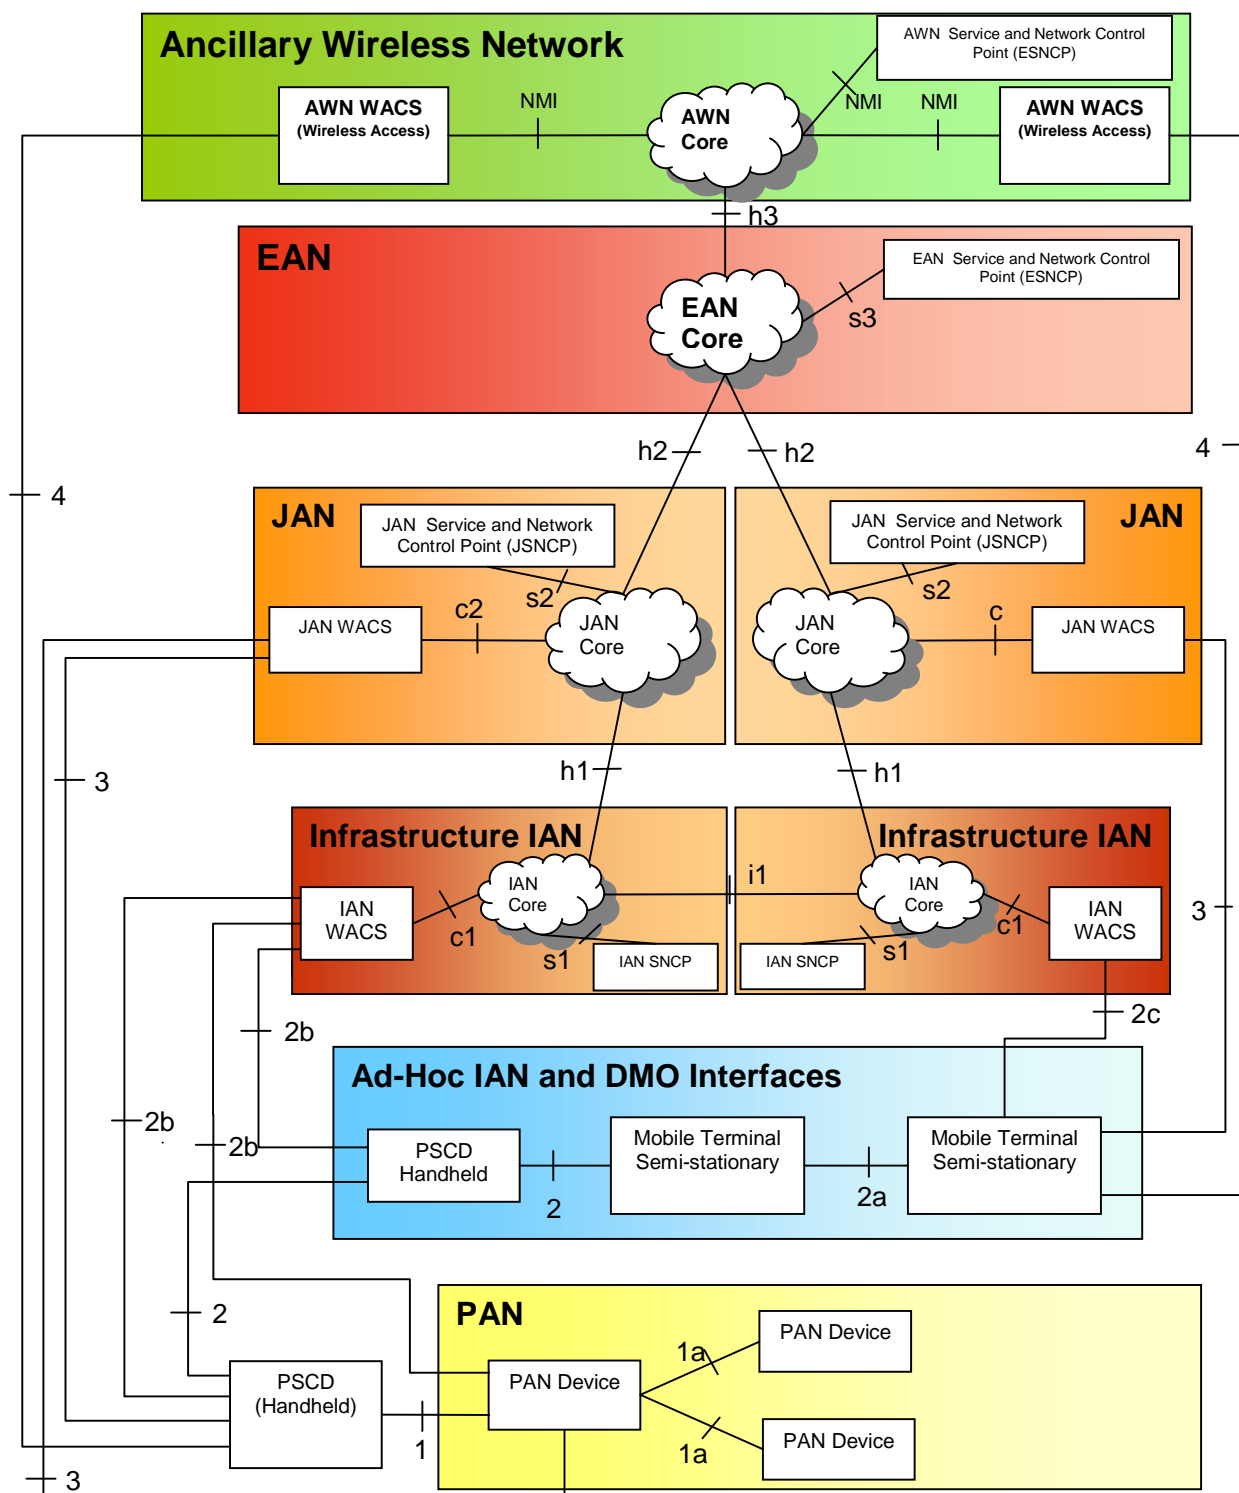 Ancillary Wireless Network
AWN  Service and Network Control
Point (ESNCP)
AWN WACS
(Wireless Access)
NMI
AWN
Core
NMI
NMI
AWN WACS
(Wireless Access)
h3
EAN
EAN  Service and Network Control
Point (ESNCP)
EAN
Core
s3
h2
h2
4
4
JAN
JAN  Service and Network
Control Point (JSNCP)
JAN  Service and Network
Control Point (JSNCP)
JAN
s2
s2
c2
c
JAN WACS
JAN
Core
JAN
Core
JAN WACS
3
h1
h1
Infrastructure IAN
Infrastructure IAN
i1
IAN
Core
IAN
Core
IAN
WACS
IAN
WACS
c1
c1
s1
s1
IAN SNCP
IAN SNCP
3
2b
2c
Ad-Hoc IAN and DMO Interfaces
2b
2b
PSCD
Handheld
Mobile Terminal
Semi-stationary
Mobile Terminal
Semi-stationary
2
2a
2
PAN
PAN Device
1a
PSCD
(Handheld)
PAN Device
1
1a
PAN Device
3